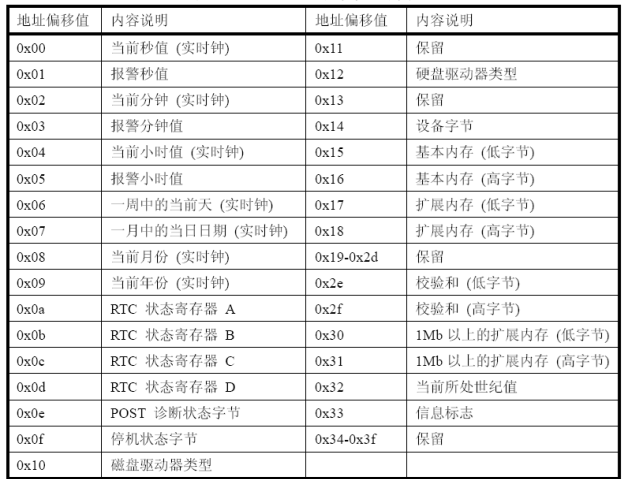 地址偏移值 内容说明 地址偏移值 内容说明
0x00 当前秒值 (实时钟) 0x11 保留
0x01 报警秒值 0x12 硬盘驱动器类型
0x02 当前分钟 (实时钟) 0x13 保留
0x03 报警分钟值 0x14 设备字节
0x04 当前小时值 (实时钟) 0x15 基本内存 (低字节)
0x05 报警小时值 0x16 基本内存 (高字节)
0x06 一周中的当前天 (实时钟) 0x17 扩展内存 (低字节)
0x07 一月中的当日日期 (实时钟) 0x18 扩展内存 (高字节)
0x08 当前月份 (实时钟) 0x19-0x2d 保留
0x09 当前年份 (实时钟) 0x2e 校验和 (低字节)
0x0a RTC 状态寄存器 A 0x2f 校验和 (高字节)
0x0b RTC 状态寄存器 B 0x30 1Mb 以上的扩展内存 (低字节)
0x0c RTC 状态寄存器 C 0x31 1Mb 以上的扩展内存 (高字节)
0x0d RTC 状态寄存器 D 0x32 当前所处世纪值
0x0e POST 诊断状态字节 0x33 信息标志
0x0f 停机状态字节 0x34-0x3f 保留
0x10 磁盘驱动器类型